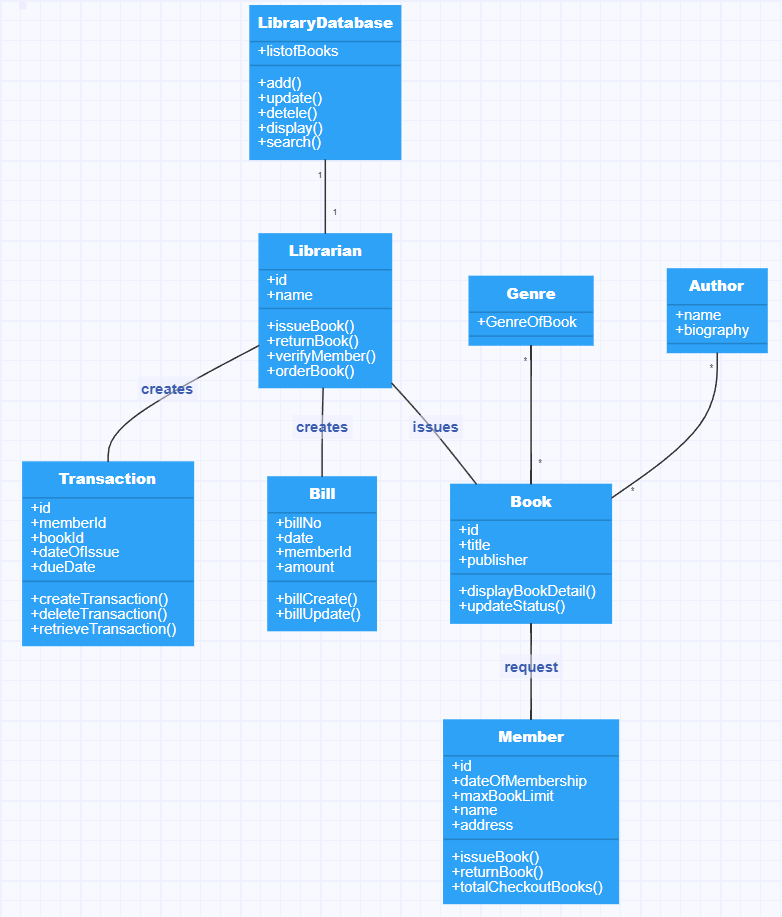 LibraryDatabase
+listofBooks
+add()
+update()
+detele()
+display()
+search()
1
1
Librarian
+id
+name
+issueBook()
+returnBook()
+verifyMember()
+orderBook()
Genre
+GenreOfBook
*
*
Author
+name
+biography
*
*
creates
creates
issues
Transaction
+id
+memberId
+bookId
+dateOfIssue
+dueDate
+createTransaction()
+deleteTransaction()
+retrieveTransaction()
Bill
+billNo
+date
+memberId
+amount
+billCreate()
+billUpdate()
Book
+id
+title
+publisher
+displayBookDetail()
+updateStatus()
request
Member
+id
+dateOfMembership
+maxBookLimit
+name
+address
+issueBook()
+returnBook()
+totalCheckoutBooks()